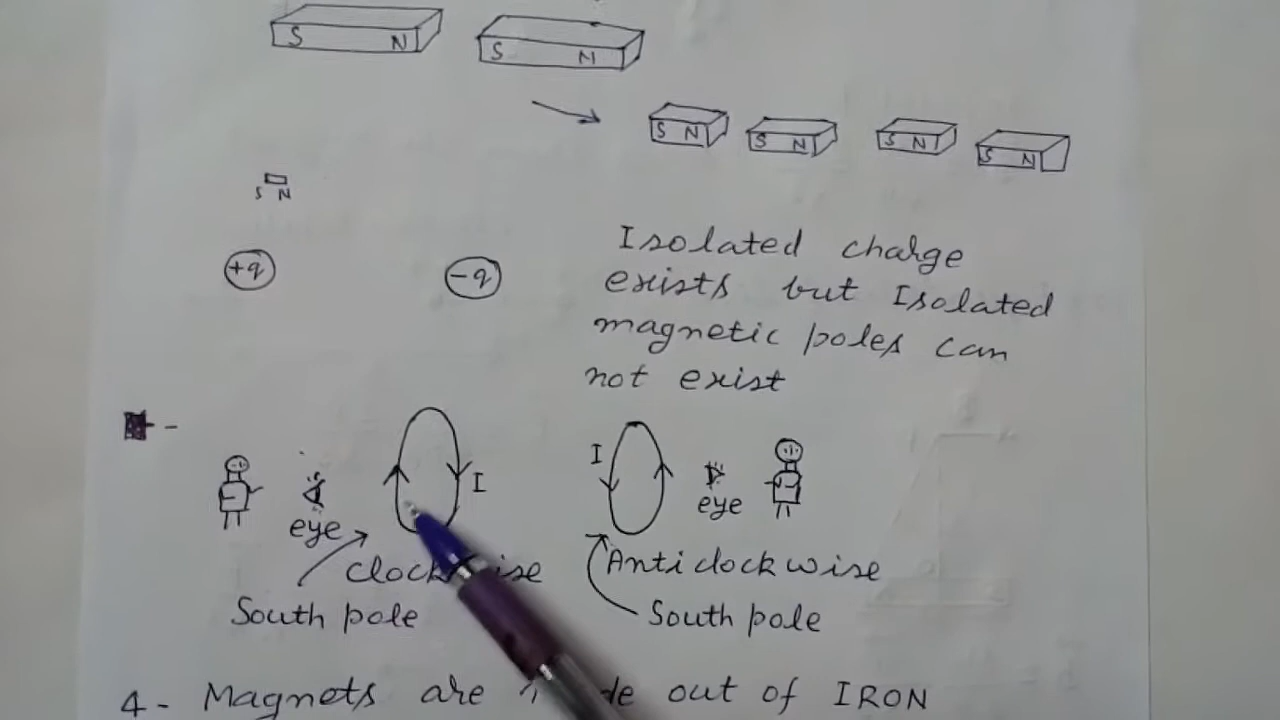 S N S N
S N S N S N S N
S N
+q -q
Isolated charge
exists but Isolated
magnetic poles can
not exist
-
I I
eye eye
Clockwise Anticlockwise
South pole South pole
4- Magnets are out of IRON